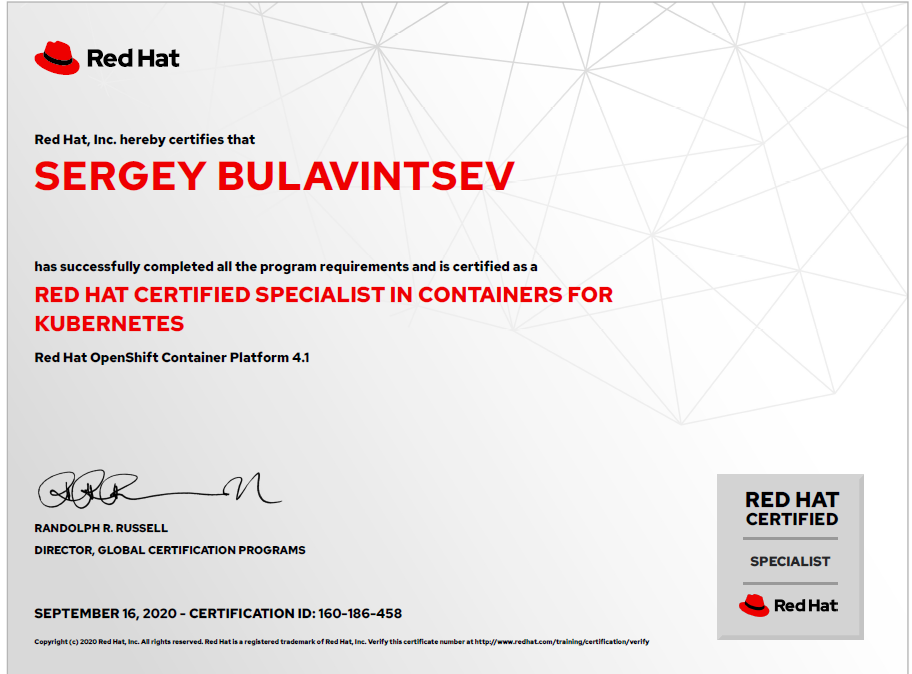 Red Hat
Red Hat, Inc. hereby certifies that
SERGEY BULAVINTSEV
has successfully completed all the program requirements and is certified as a
RED HAT CERTIFIED SPECIALIST IN CONTAINERS FOR
KUBERNETES
Red Hat OpenShift Container Platform 4.1
RANDOLPH R. RUSSELL
DIRECTOR, GLOBAL CERTIFICATION PROGRAMS
SEPTEMBER 16, 2020 - CERTIFICATION ID: 160-186-458
Copyright (c) 2020 Red Hat, Inc. All rights reserved. Red Hat is a registered trademark of Red Hat, Inc. Verify this certificate number at http://www.redhat.com/training/certification/verify
RED HAT
CERTIFIED
SPECIALIST
Red Hat